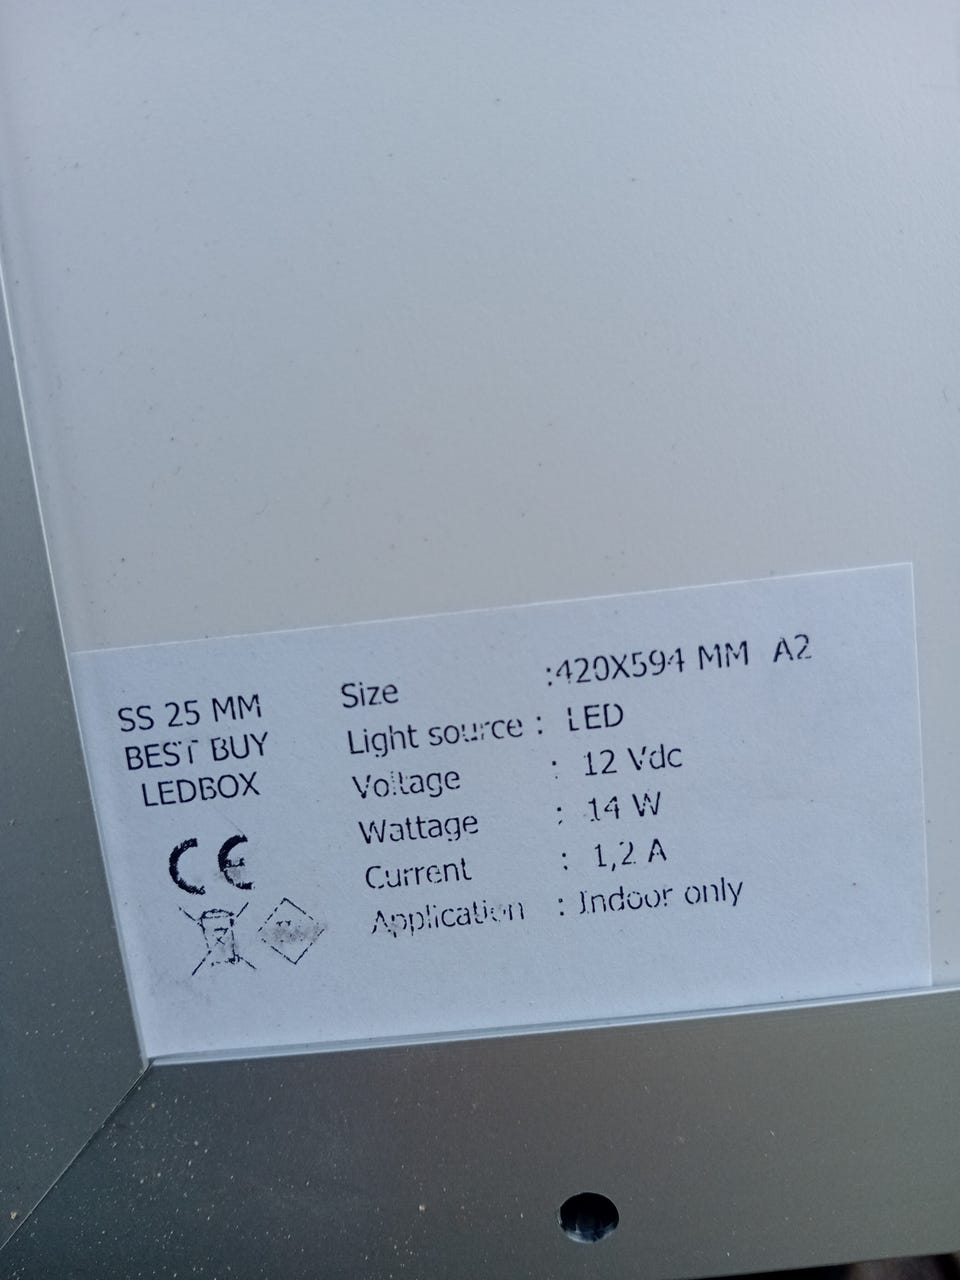 SS 25 MM
BEST BUY
LEDBOX
CE
Size :420X594 MM A2
Light source : LED
Voltage : 12 Vdc
Wattage : 14 W
Current : 1,2 A
Application : Indoor only